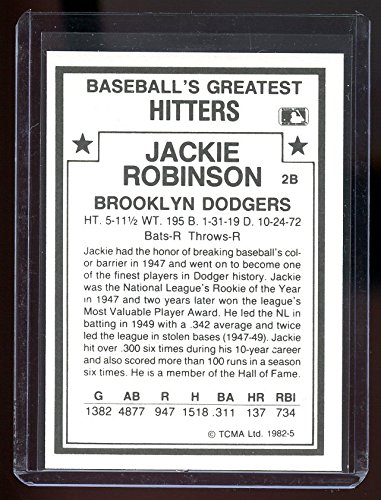 BASEBALL'S GREATEST
HITTERS
JACKIE
ROBINSON
2B
BROOKLYN DODGERS
HT. 5-11½ WT. 195 B. 1-31-19 D. 10-24-72
Bats-R Throws-R
Jackie had the honor of breaking baseball's col-
or barrier in 1947 and went on to become one
of the finest players in Dodger history. Jackie
was the National League's Rookie of the Year
in 1947 and two years later won the league's
Most Valuable Player Award. He led the NL in
batting in 1949 with a .342 average and twice
led the league in stolen bases (1947-49). Jackie
hit over .300 six times during his 10-year career
and also scored more than 100 runs in a season
six times. He is a member of the Hall of Fame.
G AB R H BA HR RBI
1382 4877 947 1518 .311 137 734
© TCMA Ltd. 1982-5